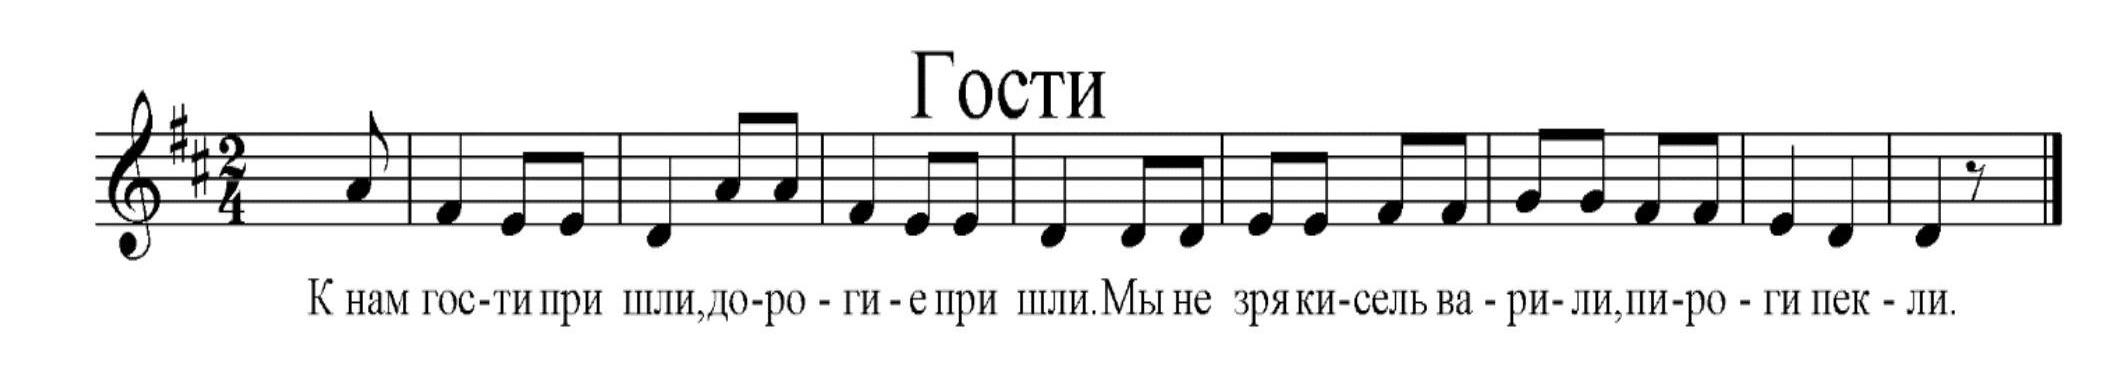 Гости
2
4
К нам гос-ти при шли, до-ро - ги - е при шли. Мы не зря ки-сель ва - ри- ли, пи-ро - ги пек - ли.